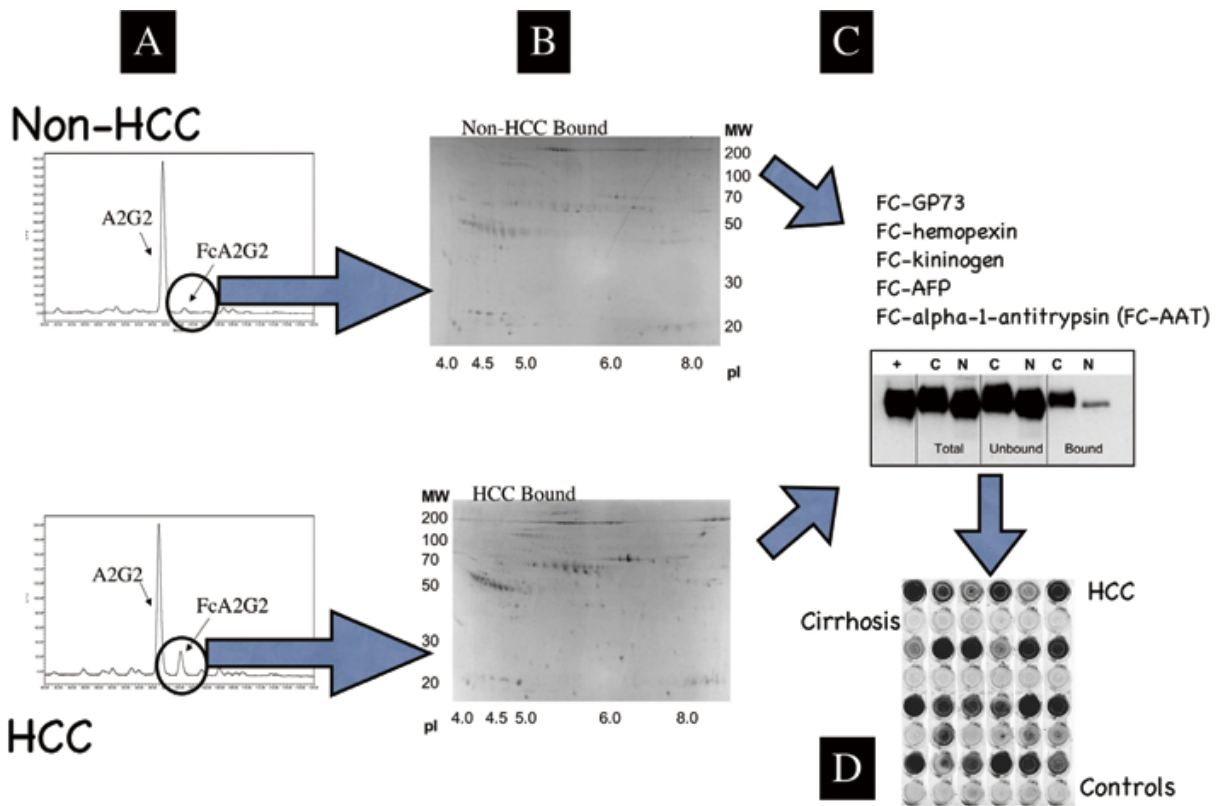 A
B
C
Non-HCC
A2G2
FcA2G2
Non-HCC Bound
MW
200
100
70
50
30
20
4.0 4.5 5.0 6.0 8.0
pI
FC-GP73
FC-hemopexin
FC-kininogen
FC-AFP
FC-alpha-1-antitrypsin (FC-AAT)
+ C N C N C N
Total Unbound Bound
A2G2
FcA2G2
HCC
MW
HCC Bound
200
100
70
50
30
20
pI 4.0 4.5 5.0 6.0 8.0
HCC
Cirrhosis
D
Controls